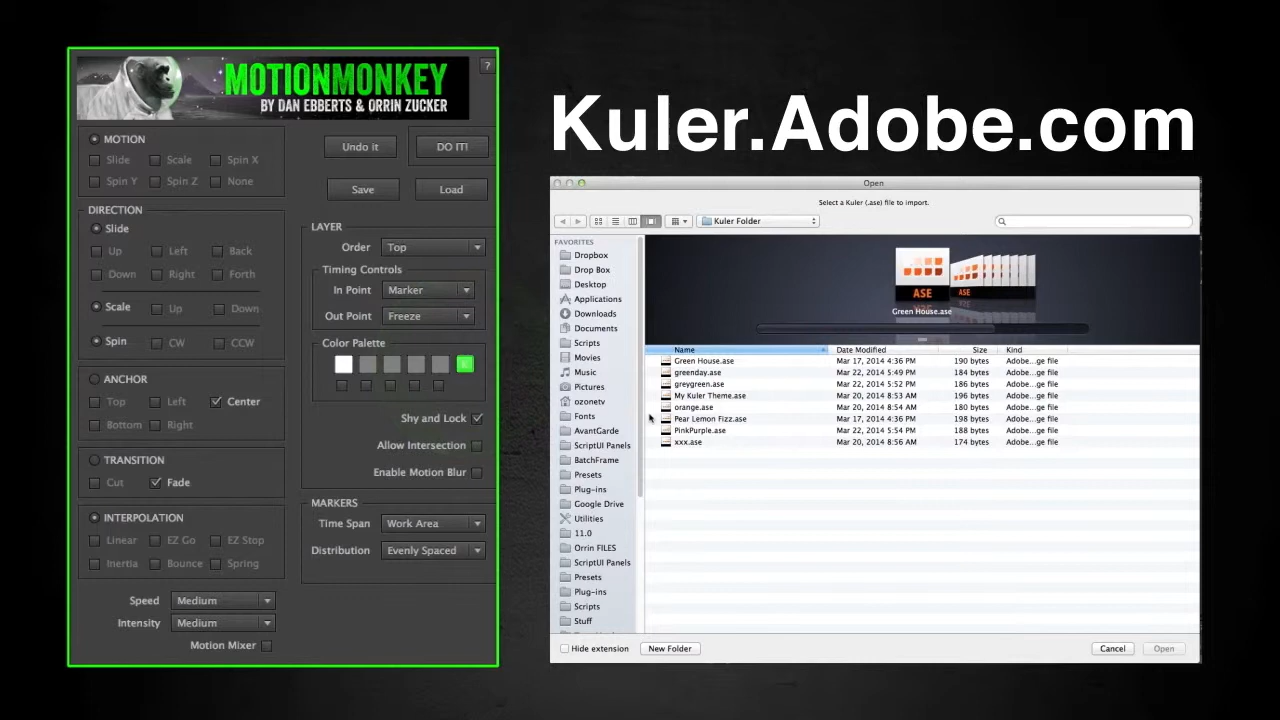 MOTIONMONKEY
BY DAN EBBERTS & ORRIN ZUCKER
?
MOTION
Slide Scale Spin X
Spin Y Spin Z None
Undo it DO IT!
Save Load
DIRECTION
Slide
Up Left Back
Down Right Forth
Scale Up Down
Spin CW CCW
ANCHOR
Top Left Center
Bottom Right
TRANSITION
Cut Fade
INTERPOLATION
Linear EZ Go EZ Stop
Inertia Bounce Spring
Speed Medium
Intensity Medium
Motion Mixer
LAYER
Order Top
Timing Controls
In Point Marker
Out Point Freeze
Color Palette
Shy and Lock
Allow Intersection
Enable Motion Blur
MARKERS
Time Span Work Area
Distribution Evenly Spaced
Kuler.Adobe.com
Open
Select a Kuler (.ase) file to import.
Kuler Folder
FAVORITES
Dropbox
Drop Box
Desktop
Applications
Downloads
Documents
Scripts
Movies
Music
Pictures
ozonetv
Fonts
AvantGarde
ScriptUI Panels
BatchFrame
Presets
Plug-ins
Google Drive
Utilities
11.0
Orrin FILES
ScriptUI Panels
Presets
Plug-ins
Scripts
Stuff
ASE ASE
Green House.ase
Name Date Modified Size Kind
Green House.ase Mar 17, 2014 4:36 PM 190 bytes Adobe...ge file
greenday.ase Mar 22, 2014 5:49 PM 184 bytes Adobe...ge file
greygreen.ase Mar 22, 2014 5:52 PM 186 bytes Adobe...ge file
My Kuler Theme.ase Mar 20, 2014 8:53 AM 196 bytes Adobe...ge file
orange.ase Mar 20, 2014 8:54 AM 180 bytes Adobe...ge file
Pear Lemon Fizz.ase Mar 17, 2014 4:36 PM 198 bytes Adobe...ge file
PinkPurple.ase Mar 22, 2014 5:54 PM 188 bytes Adobe...ge file
xxx.ase Mar 20, 2014 8:56 AM 174 bytes Adobe...ge file
Hide extension New Folder Cancel Open